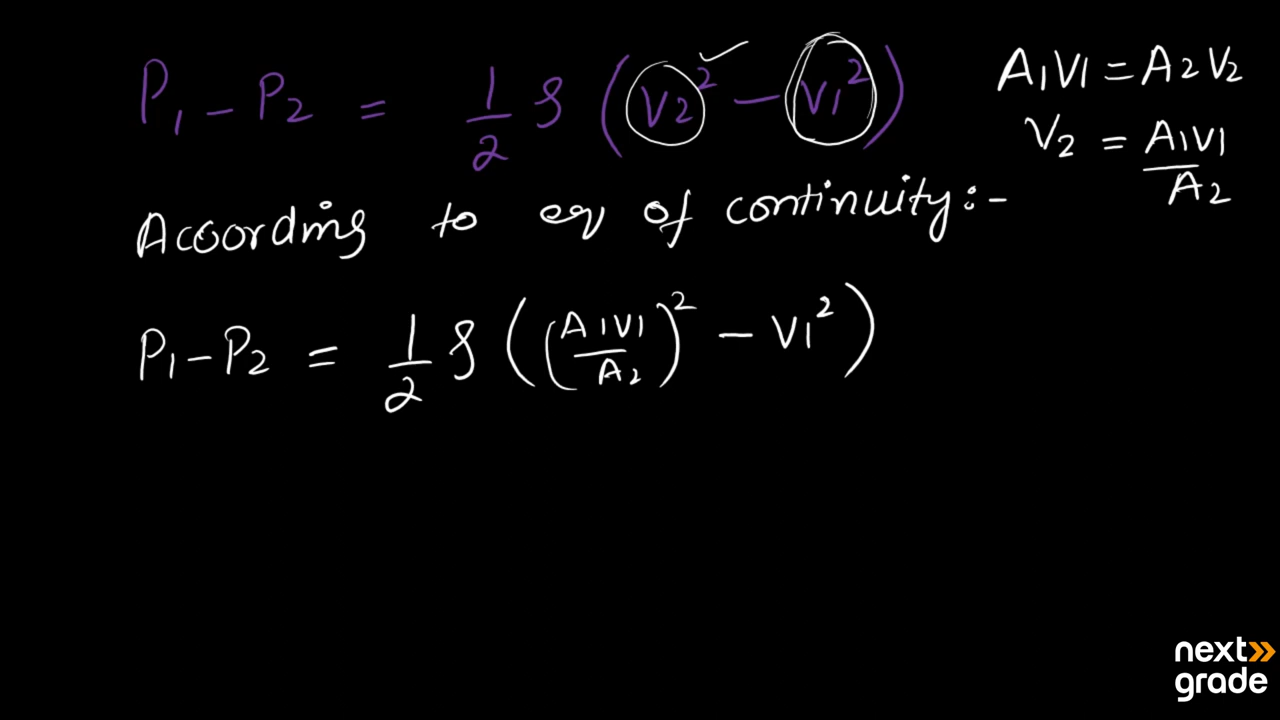 P₁ - P₂ = 1/2 ρ (V₂² - V₁²)
A₁V₁ = A₂V₂
V₂ = A₁V₁/A₂
Acoording to eq of continuity:-
P₁ - P₂ = 1/2 ρ ((A₁V₁/A₂)² - V₁²)
next
grade